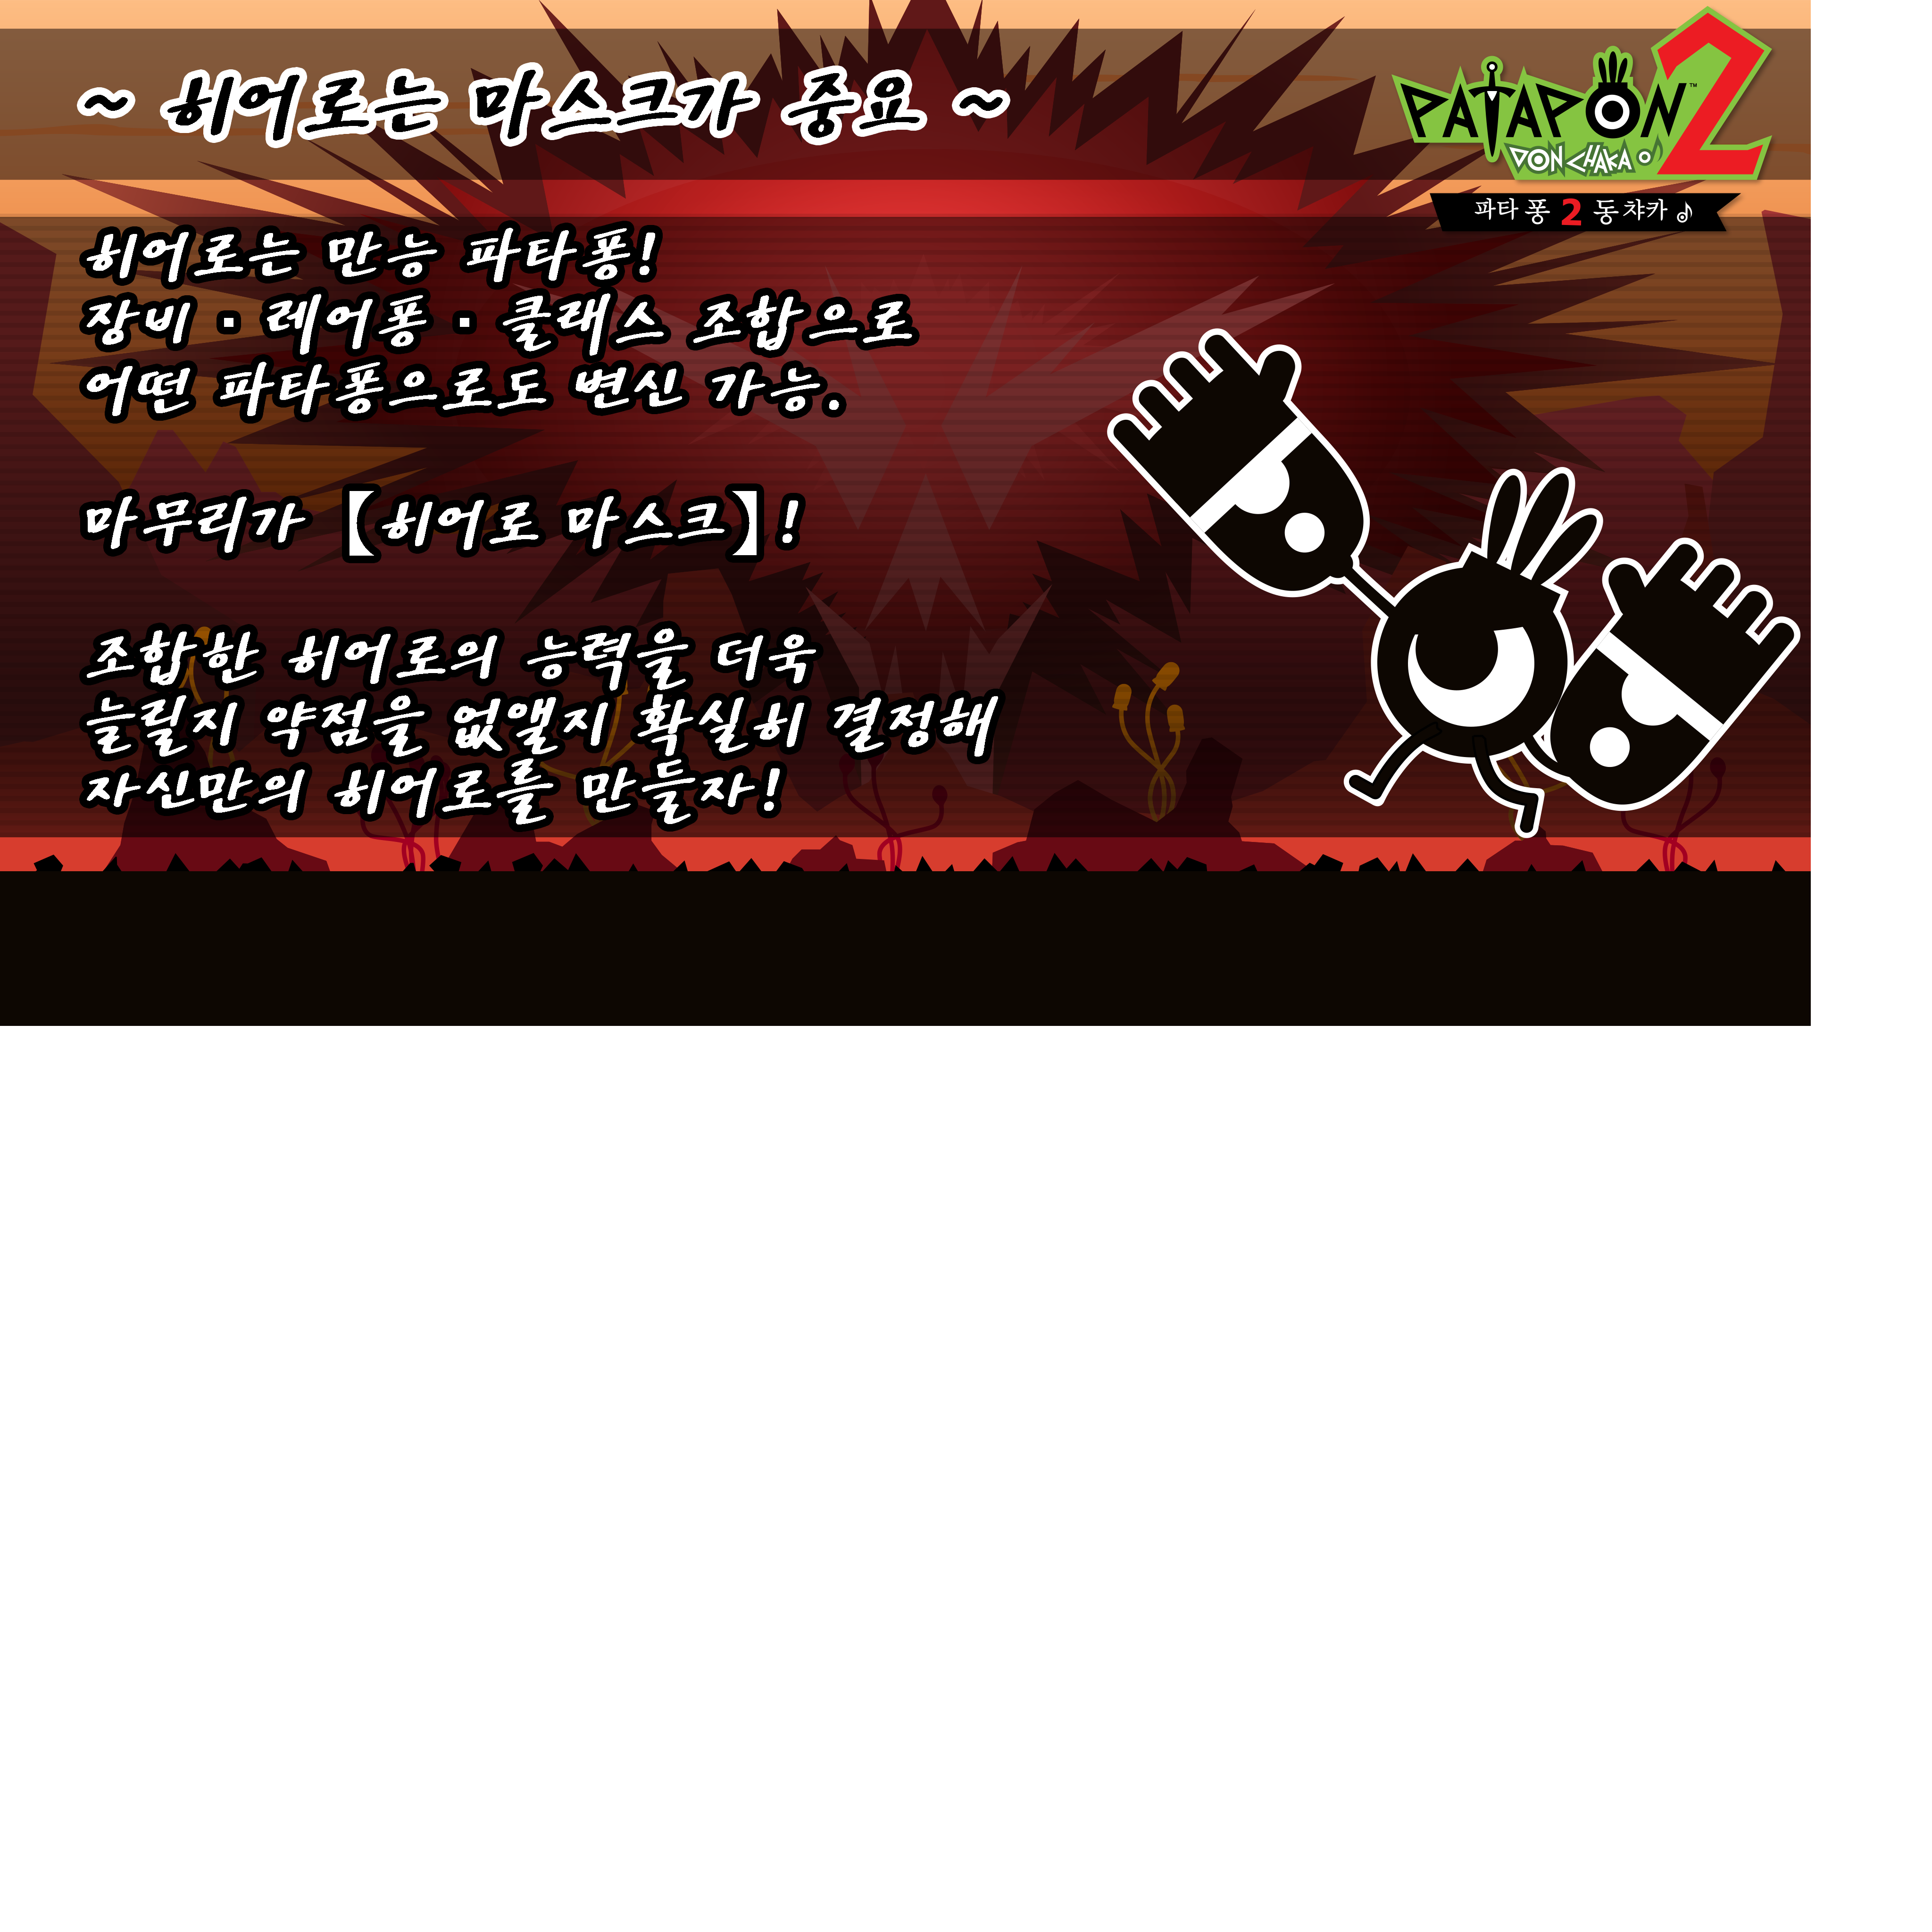 ~ 히어로는 마스크가 중요 ~
PATAPON™ 2
DON CHAKA♪
파타퐁 2 동챠카 ♪
히어로는 만능 파타퐁!
장비 · 레어퐁 · 클래스 조합으로
어떤 파타퐁으로도 변신 가능.
마무리가 【히어로 마스크】!
조합한 히어로의 능력을 더욱
늘릴지 약점을 없앨지 확실히 결정해
자신만의 히어로를 만들자!